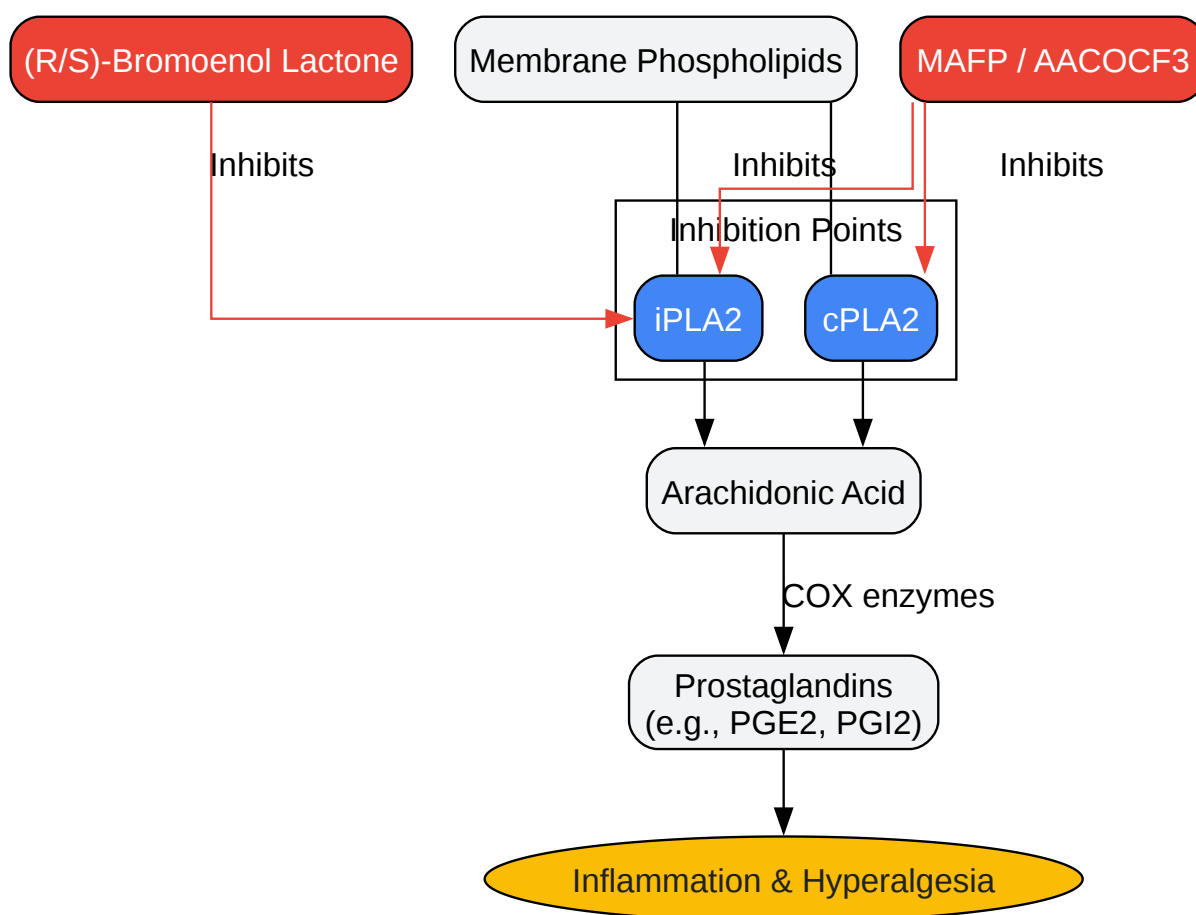 (R/S)-Bromoenol Lactone
Membrane Phospholipids
MAFP / AACOCF3
Inhibits
Inhibits
Inhibits
Inhibition Points
iPLA2
cPLA2
Arachidonic Acid
COX enzymes
Prostaglandins
(e.g., PGE2, PGI2)
Inflammation & Hyperalgesia